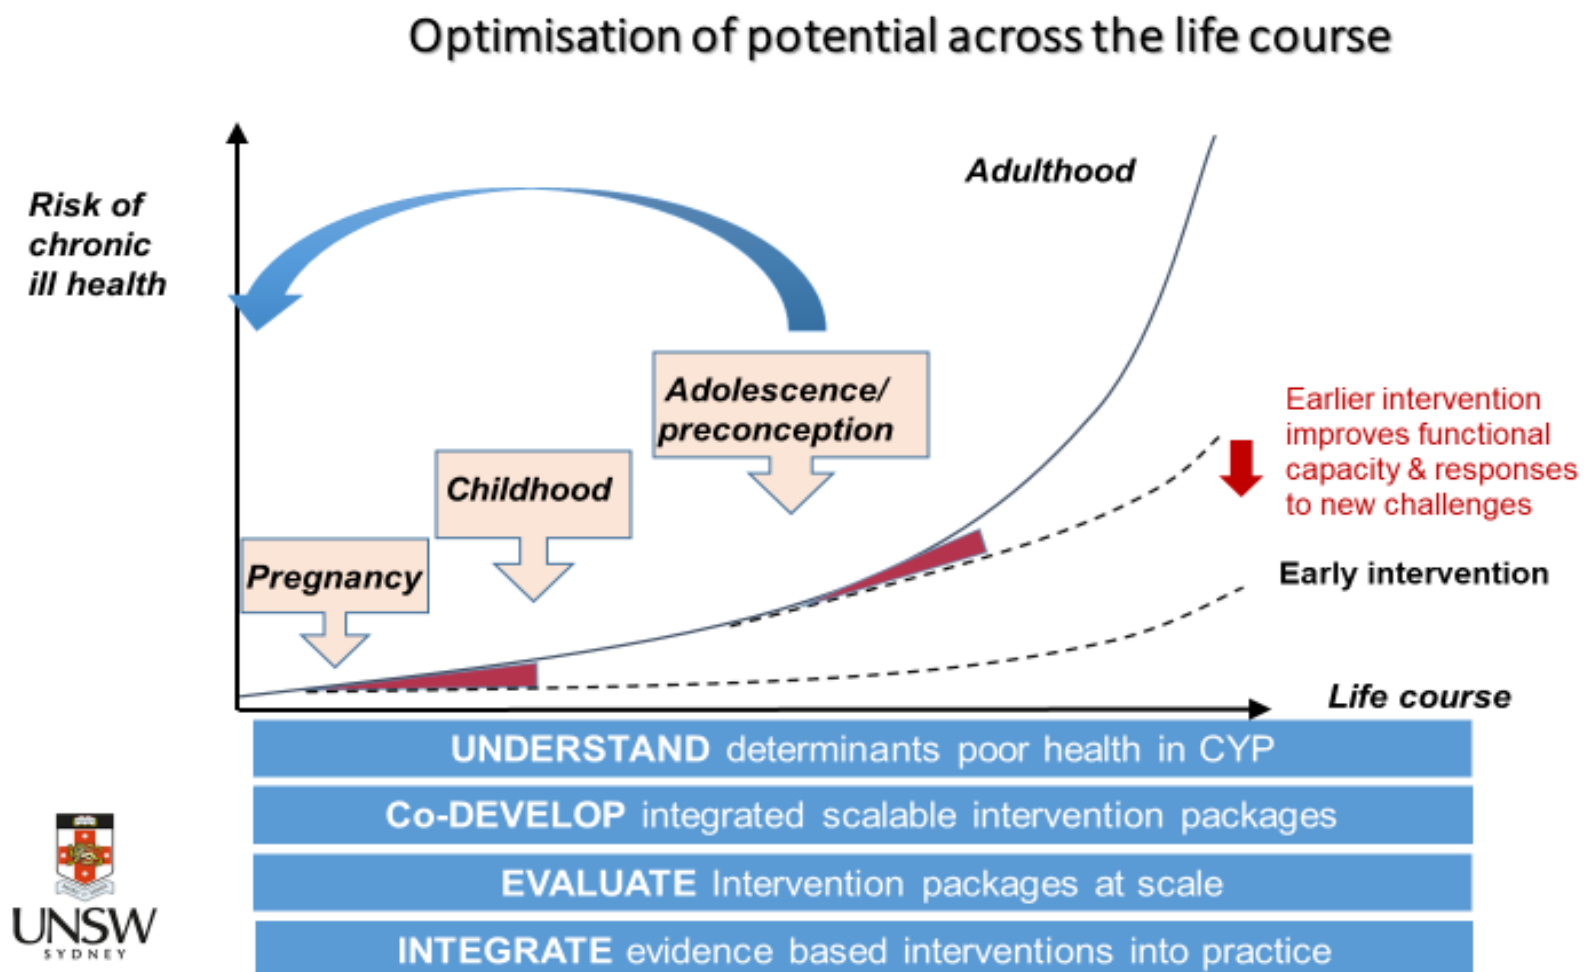 Optimisation of potential across the life course
Risk of
chronic
ill health
Adulthood
Adolescence/
preconception
Childhood
Pregnancy
Earlier intervention
improves functional
capacity & responses
to new challenges
Early intervention
Life course
UNDERSTAND determinants poor health in CYP
Co-DEVELOP integrated scalable intervention packages
EVALUATE Intervention packages at scale
INTEGRATE evidence based interventions into practice
UNSW
SYDNEY